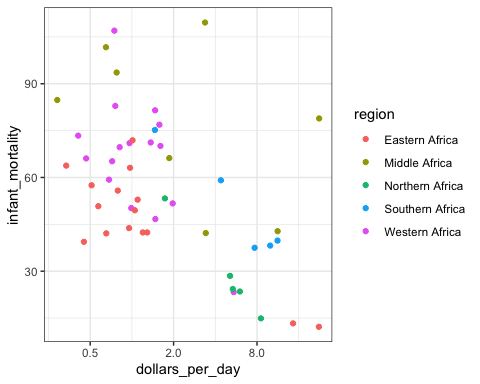 90
60
30
infant_mortality
0.5 2.0 8.0
dollars_per_day
region
Eastern Africa
Middle Africa
Northern Africa
Southern Africa
Western Africa